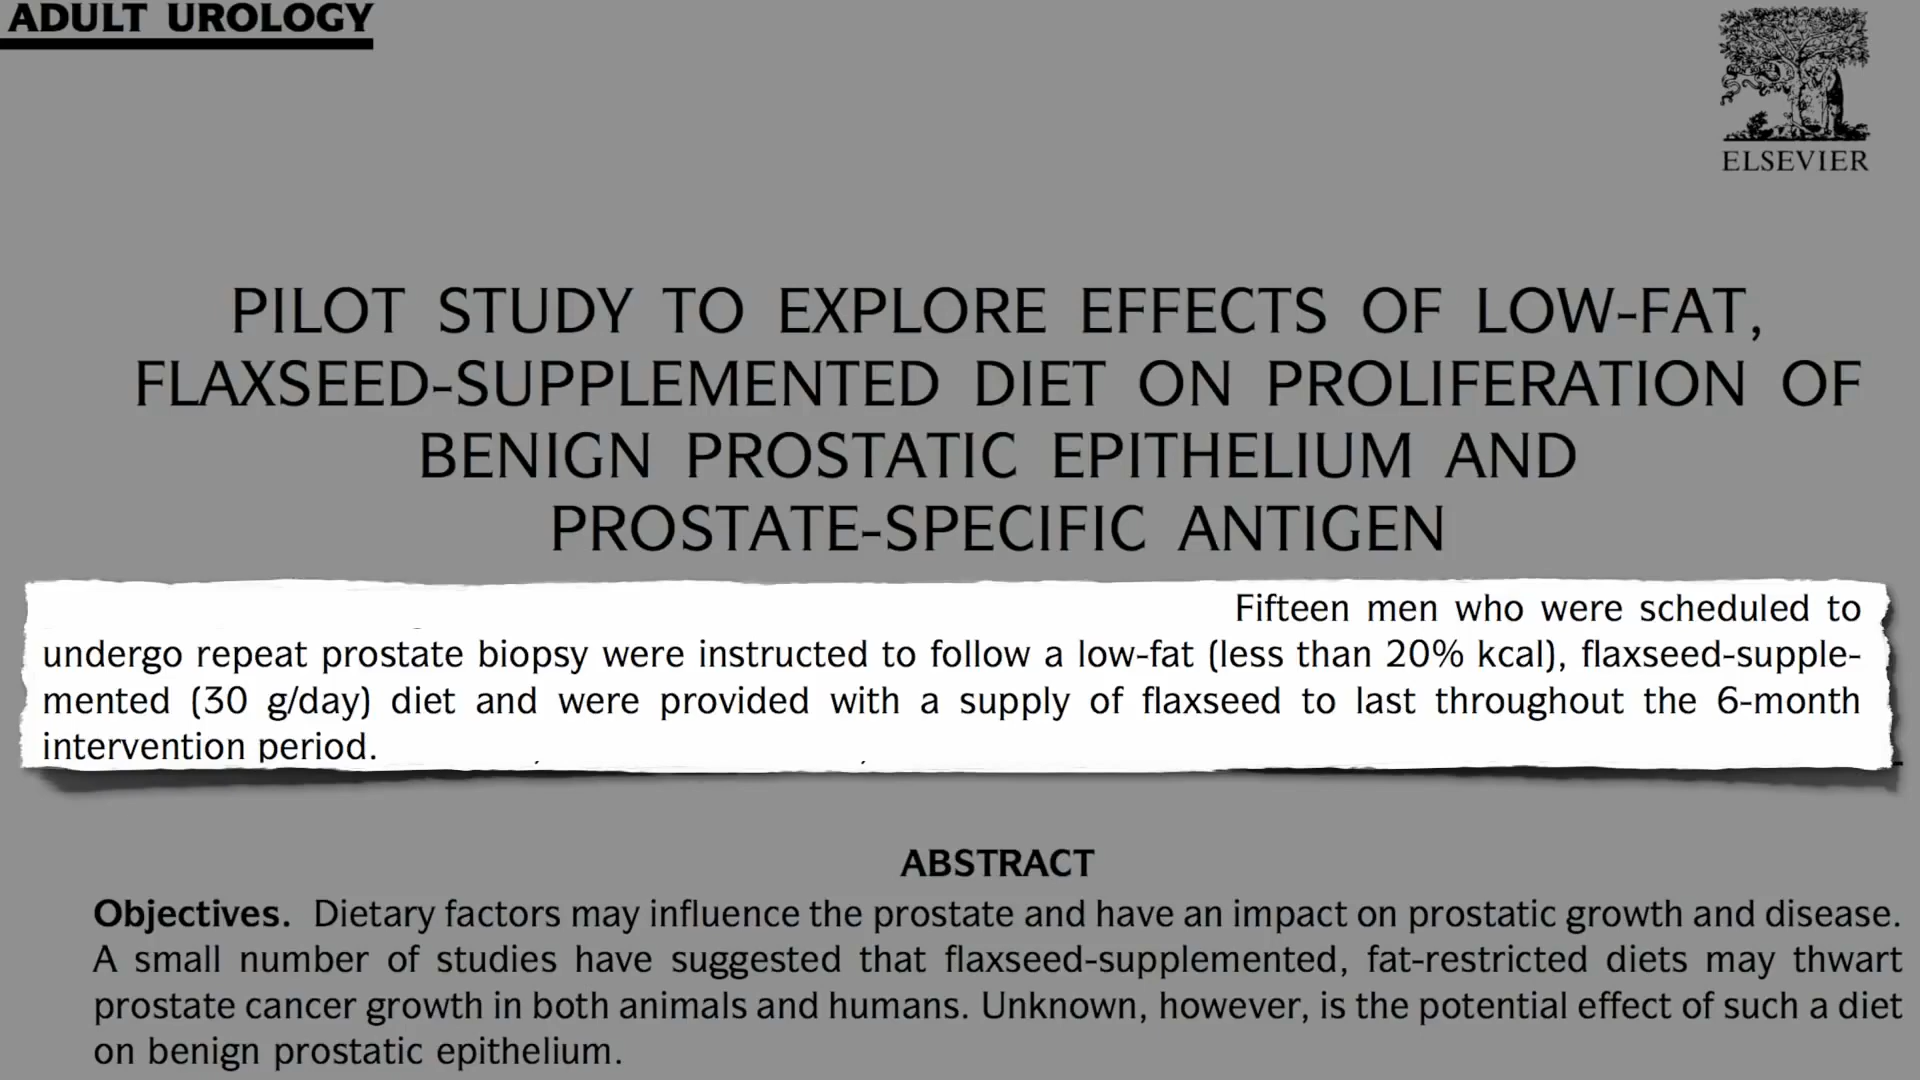 ADULT UROLOGY
ELSEVIER
PILOT STUDY TO EXPLORE EFFECTS OF LOW-FAT,
FLAXSEED-SUPPLEMENTED DIET ON PROLIFERATION OF
BENIGN PROSTATIC EPITHELIUM AND
PROSTATE-SPECIFIC ANTIGEN
Fifteen men who were scheduled to
undergo repeat prostate biopsy were instructed to follow a low-fat (less than 20% kcal), flaxseed-supple-
mented (30 g/day) diet and were provided with a supply of flaxseed to last throughout the 6-month
intervention period.
ABSTRACT
Objectives. Dietary factors may influence the prostate and have an impact on prostatic growth and disease.
A small number of studies have suggested that flaxseed-supplemented, fat-restricted diets may thwart
prostate cancer growth in both animals and humans. Unknown, however, is the potential effect of such a diet
on benign prostatic epithelium.